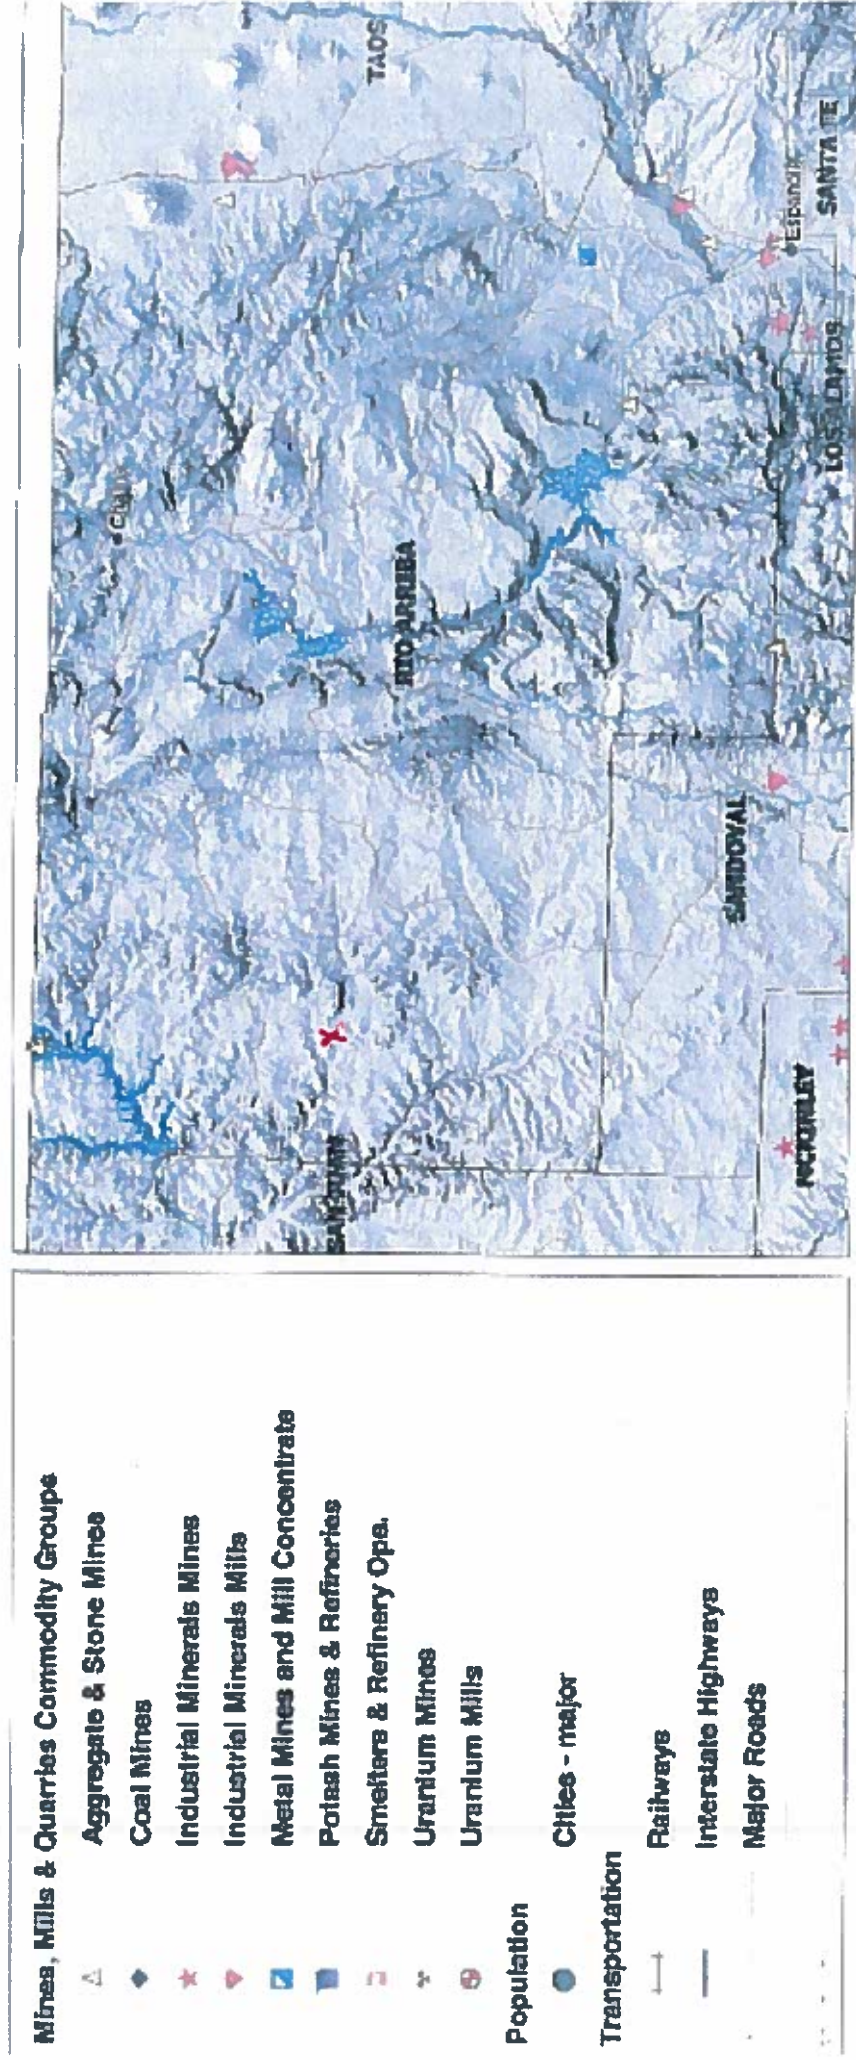 Mines, Mills & Quarries Commodity Groups
Aggregate & Stone Mines
Coal Mines
Industrial Minerals Mines
Industrial Minerals Mills
Metal Mines and Mill Concentrate
Potash Mines & Refineries
Smelters & Refinery Ops.
Uranium Mines
Uranium Mills
Population
Cities - major
Transportation
Railways
Interstate Highways
Major Roads
SAN JUAN
RIO ARRIBA
TAOS
Chama
SANDOVAL
MCKINLEY
LOS ALAMOS
Espanola
SANTA FE
X